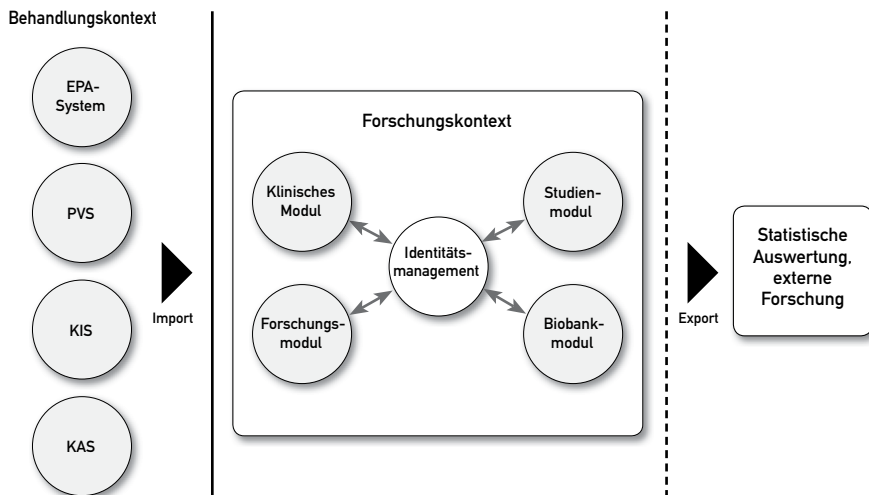 Behandlungskontext
EPA-
System
PVS
KIS
KAS
Import
Forschungskontext
Klinisches
Modul
Studien-
modul
Identitäts-
management
Forschungs-
modul
Biobank-
modul
Export
Statistische
Auswertung,
externe
Forschung